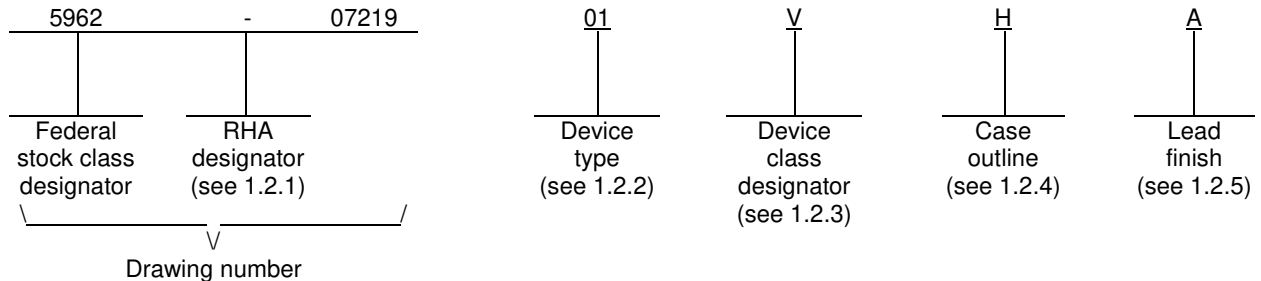 5962 - 07219 01 V H A
Federal stock class designator
RHA designator (see 1.2.1)
Device type (see 1.2.2)
Device class designator (see 1.2.3)
Case outline (see 1.2.4)
Lead finish (see 1.2.5)
Drawing number